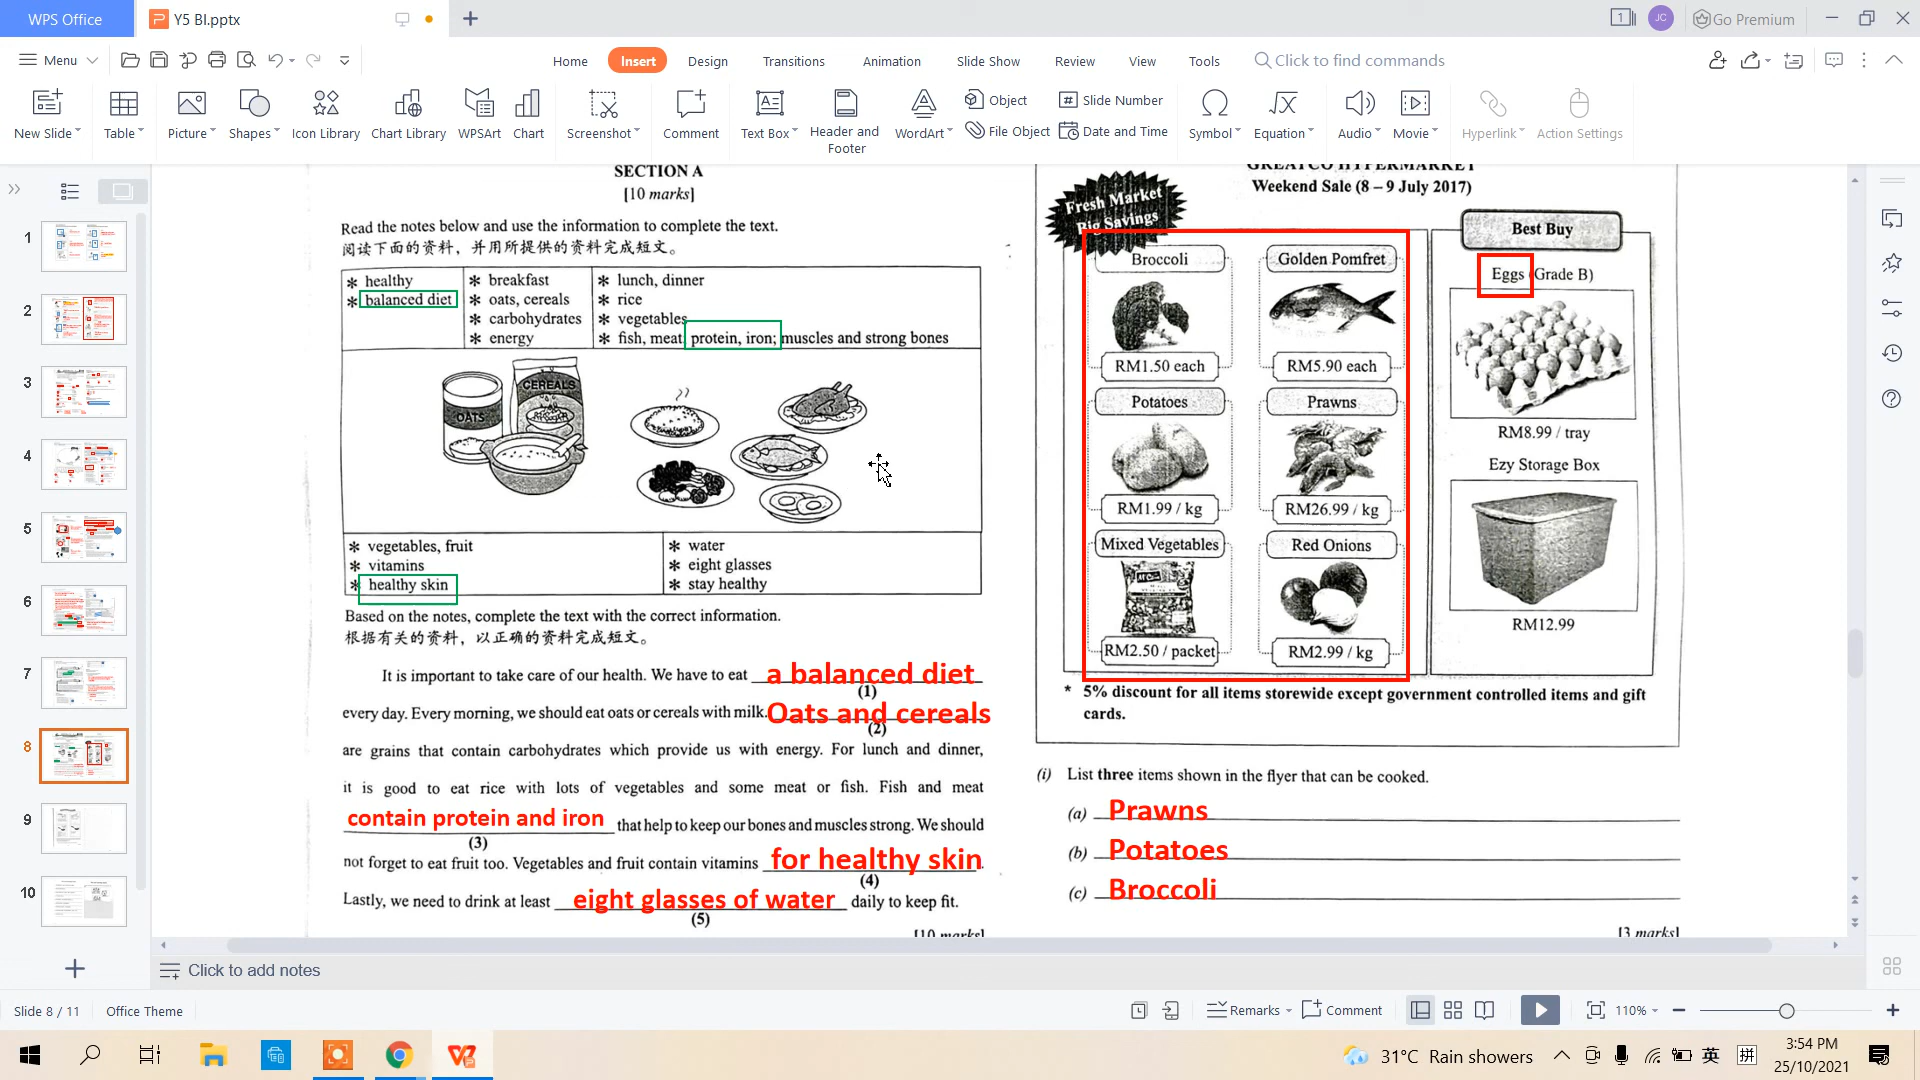 WPS Office
Y5 BI.pptx
1
JC
Go Premium
Menu
Home
Insert
Design
Transitions
Animation
Slide Show
Review
View
Tools
Click to find commands
New Slide
Table
Picture
Shapes
Icon Library
Chart Library
WPSArt
Chart
Screenshot
Comment
Text Box
Header and Footer
WordArt
Object
File Object
Slide Number
Date and Time
Symbol
Equation
Audio
Movie
Hyperlink
Action Settings
1
2
3
4
5
6
7
8
9
10
SECTION A
[10 marks]
Read the notes below and use the information to complete the text.
阅读下面的资料，并用所提供的资料完成短文。
* healthy
* balanced diet
* breakfast
* oats, cereals
* carbohydrates
* energy
* lunch, dinner
* rice
* vegetables
* fish, meat protein, iron; muscles and strong bones
OATS
CEREALS
* vegetables, fruit
* vitamins
* healthy skin
* water
* eight glasses
* stay healthy
Based on the notes, complete the text with the correct information.
根据有关的资料，以正确的资料完成短文。
It is important to take care of our health. We have to eat a balanced diet
(1)
every day. Every morning, we should eat oats or cereals with milk. Oats and cereals
(2)
are grains that contain carbohydrates which provide us with energy. For lunch and dinner,
it is good to eat rice with lots of vegetables and some meat or fish. Fish and meat
contain protein and iron that help to keep our bones and muscles strong. We should
(3)
not forget to eat fruit too. Vegetables and fruit contain vitamins for healthy skin.
(4)
Lastly, we need to drink at least eight glasses of water daily to keep fit.
(5)
[10 marks]
GREATCO HYPERMARKET
Weekend Sale (8 – 9 July 2017)
Fresh Market
Big Savings
Broccoli
RM1.50 each
Golden Pomfret
RM5.90 each
Potatoes
RM1.99 / kg
Prawns
RM26.99 / kg
Mixed Vegetables
RM2.50 / packet
Red Onions
RM2.99 / kg
Best Buy
Eggs (Grade B)
RM8.99 / tray
Ezy Storage Box
RM12.99
* 5% discount for all items storewide except government controlled items and gift
cards.
(i) List three items shown in the flyer that can be cooked.
(a) Prawns
(b) Potatoes
(c) Broccoli
[3 marks]
Click to add notes
Slide 8 / 11
Office Theme
Remarks
Comment
110%
31°C Rain showers
英
拼
3:54 PM
25/10/2021